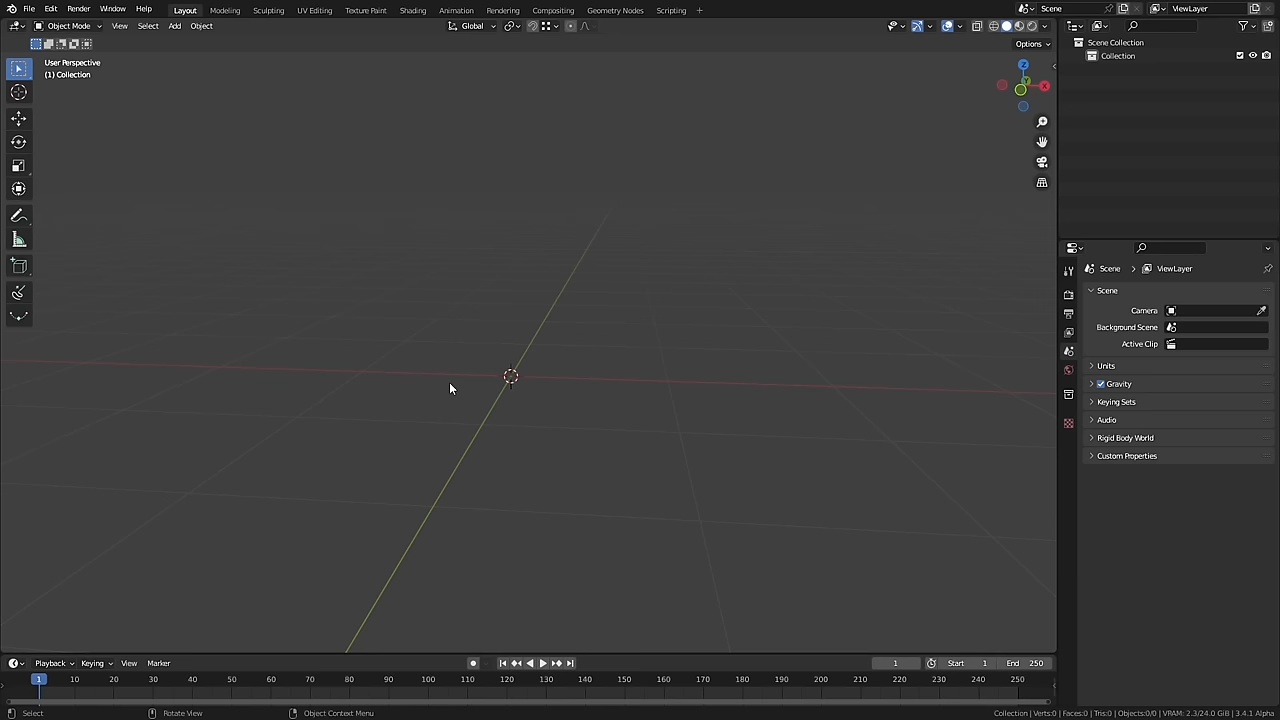 File Edit Render Window Help Layout Modeling Sculpting UV Editing Texture Paint Shading Animation Rendering Compositing Geometry Nodes Scripting + Scene ViewLayer
Object Mode View Select Add Object Global
Options
User Perspective
(1) Collection
Z
Y
X
Scene Collection
Collection
Scene > ViewLayer
Scene
Camera
Background Scene
Active Clip
Units
Gravity
Keying Sets
Audio
Rigid Body World
Custom Properties
Playback Keying View Marker 1 Start 1 End 250
1 10 20 30 40 50 60 70 80 90 100 110 120 130 140 150 160 170 180 190 200 210 220 230 240 250
Select Rotate View Object Context Menu Collection | Verts:0 | Faces:0 | Tris:0 | Objects:0/0 | VRAM: 2.3/24.0 GiB | 3.4.1 Alpha